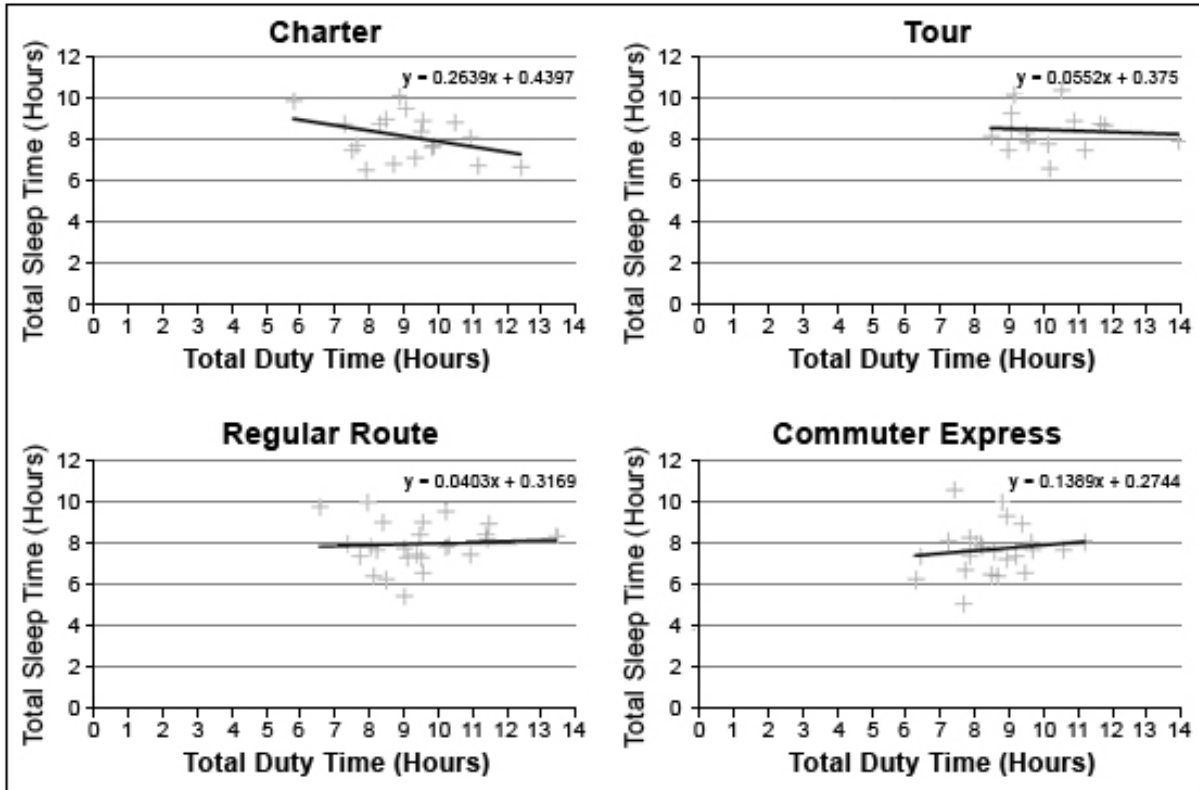 Charter
Total Sleep Time (Hours)
12
10
8
6
4
2
0
y = 0.2639x + 0.4397
0 1 2 3 4 5 6 7 8 9 10 11 12 13 14
Total Duty Time (Hours)
Tour
Total Sleep Time (Hours)
12
10
8
6
4
2
0
y = 0.0552x + 0.375
0 1 2 3 4 5 6 7 8 9 10 11 12 13 14
Total Duty Time (Hours)
Regular Route
Total Sleep Time (Hours)
12
10
8
6
4
2
0
y = 0.0403x + 0.3169
0 1 2 3 4 5 6 7 8 9 10 11 12 13 14
Total Duty Time (Hours)
Commuter Express
Total Sleep Time (Hours)
12
10
8
6
4
2
0
y = 0.1389x + 0.2744
0 1 2 3 4 5 6 7 8 9 10 11 12 13 14
Total Duty Time (Hours)